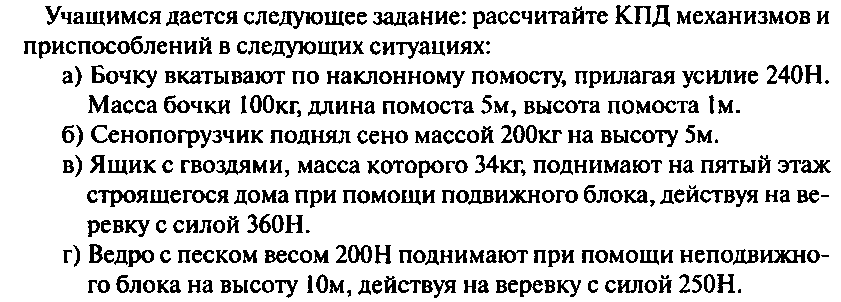 Учащимся дается следующее задание: рассчитайте КПД механизмов и
приспособлений в следующих ситуациях:
а) Бочку вкатывают по наклонному помосту, прилагая усилие 240Н.
Масса бочки 100кг, длина помоста 5м, высота помоста 1м.
б) Сенопогрузчик поднял сено массой 200кг на высоту 5м.
в) Ящик с гвоздями, масса которого 34кг, поднимают на пятый этаж
строящегося дома при помощи подвижного блока, действуя на ве-
ревку с силой 360Н.
г) Ведро с песком весом 200Н поднимают при помощи неподвижно-
го блока на высоту 10м, действуя на веревку с силой 250Н.